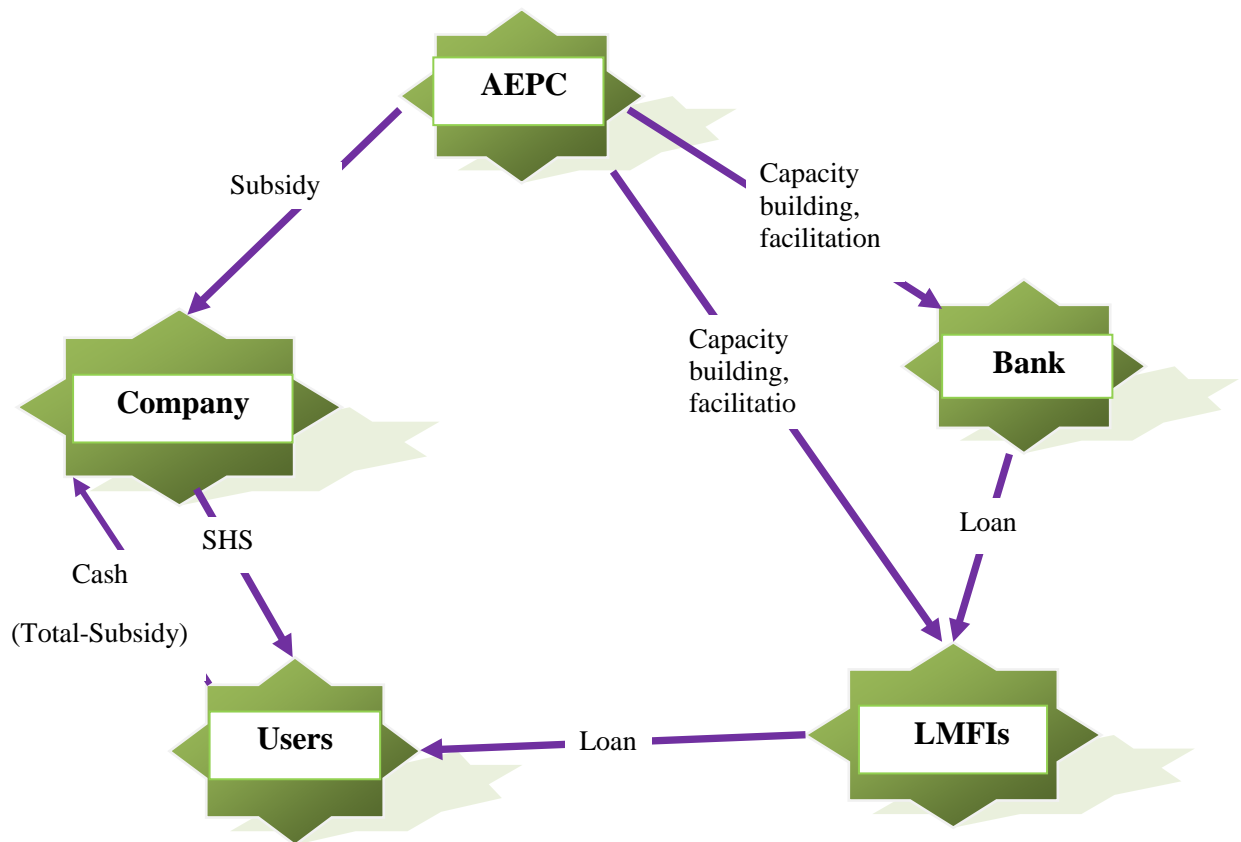 AEPC
Subsidy
Capacity
building,
facilitation
Capacity
building,
facilitatio
Bank
Company
Loan
SHS
Cash
(Total-Subsidy)
Users
Loan
LMFIs